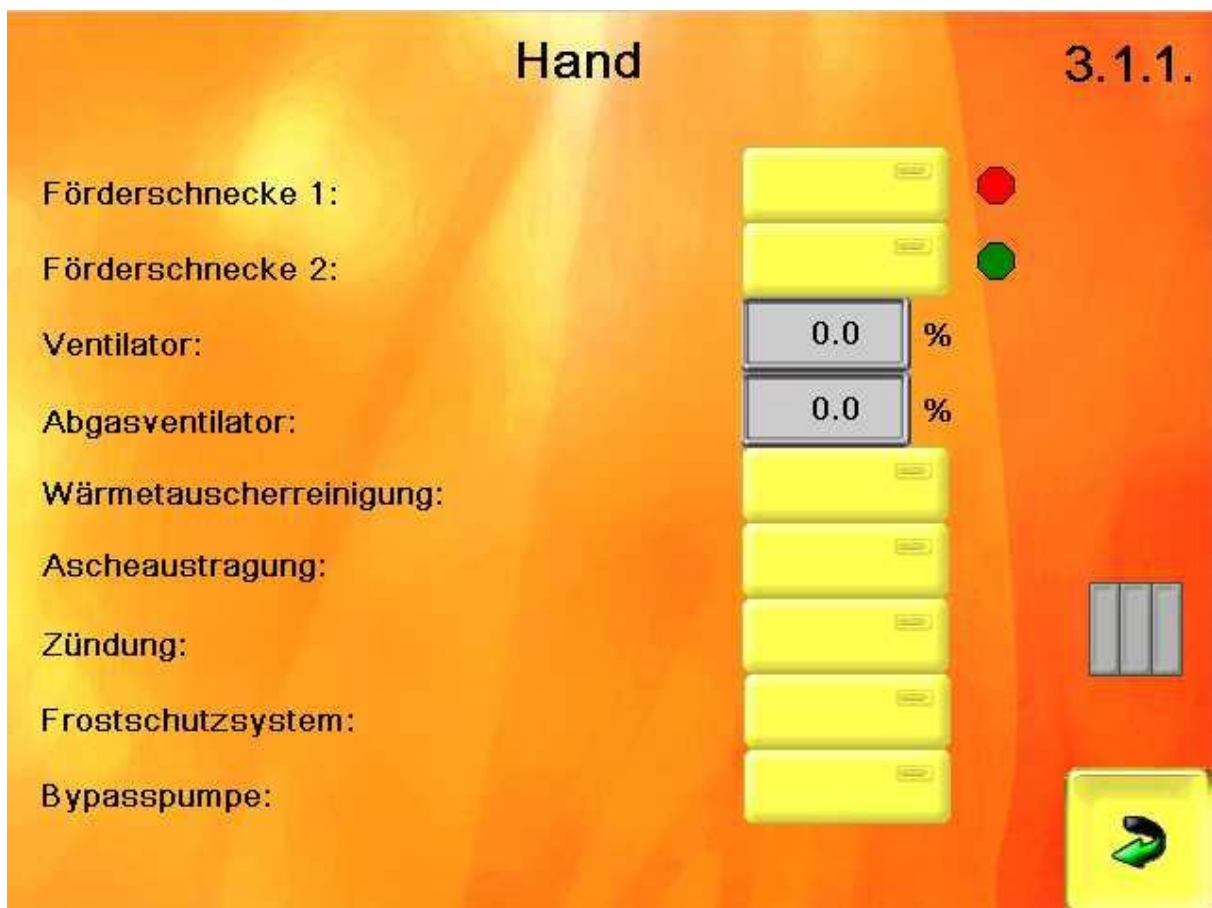 Hand 3.1.1.
Förderschnecke 1:
Förderschnecke 2:
Ventilator: 0.0 %
Abgasventilator: 0.0 %
Wärmetauscherreinigung:
Ascheaustragung:
Zündung:
Frostschutzsystem:
Bypasspumpe: